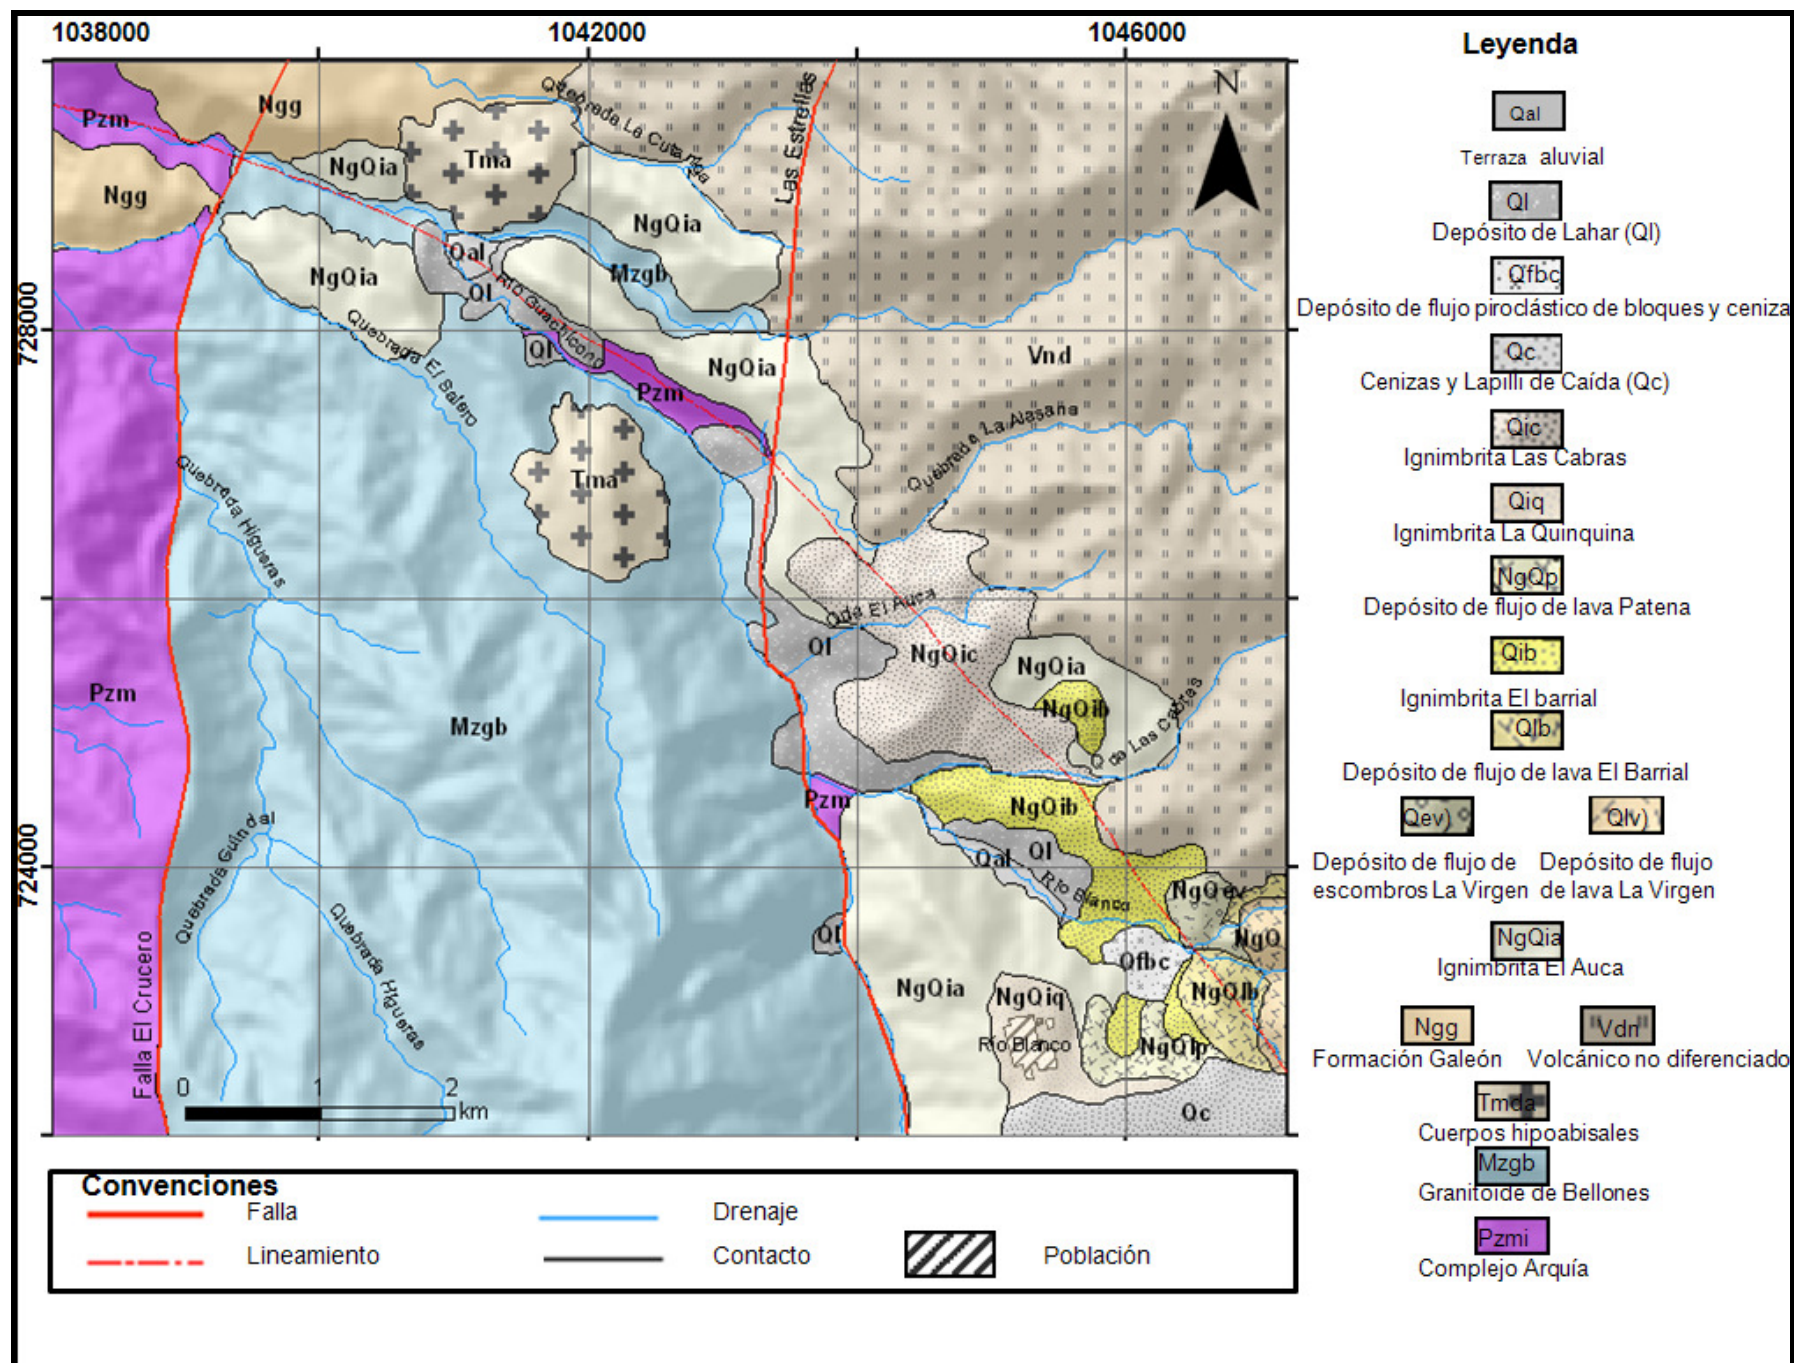 1038000
1042000
1046000
728000
724000
N
Pzm
Ngg
Ngg
NgQia
Tma
Quebrada La Cutanga
Las Estrellas
NgQia
NgQia
Qal
Ql
Río Guachicono
Mzgb
Quebrada El Salero
Ql
Pzm
NgQia
Vnd
Quebrada La Alasaña
Tma
Quebrada Higueras
Qda El Auca
Ql
NgQic
NgQia
NgQib
Qda Las Cabras
Pzm
Mzgb
Pzm
NgQib
Quebrada Guindal
Qal
Ql
Río Blanco
NgQev
NgQ
Ql
Qfbc
NgQlb
NgQia
NgQiq
Río Blanco
NgQlp
Quebrada Higueras
Falla El Crucero
Qc
0 1 2
km
Leyenda
Qal
Terraza aluvial
Ql
Depósito de Lahar (Ql)
Qfbc
Depósito de flujo piroclástico de bloques y ceniza
Qc
Cenizas y Lapilli de Caída (Qc)
Qic
Ignimbrita Las Cabras
Qiq
Ignimbrita La Quinquina
NgQp
Depósito de flujo de lava Patena
Qib
Ignimbrita El barrial
Qlb
Depósito de flujo de lava El Barrial
Qev)
Qlv)
Depósito de flujo de
escombros La Virgen
Depósito de flujo
de lava La Virgen
NgQia
Ignimbrita El Auca
Ngg
Vdn
Formación Galeón
Volcánico no diferenciado
Tmda
Cuerpos hipoabisales
Mzgb
Granitoide de Bellones
Pzmi
Complejo Arquía
Convenciones
Falla
Drenaje
Lineamiento
Contacto
Población